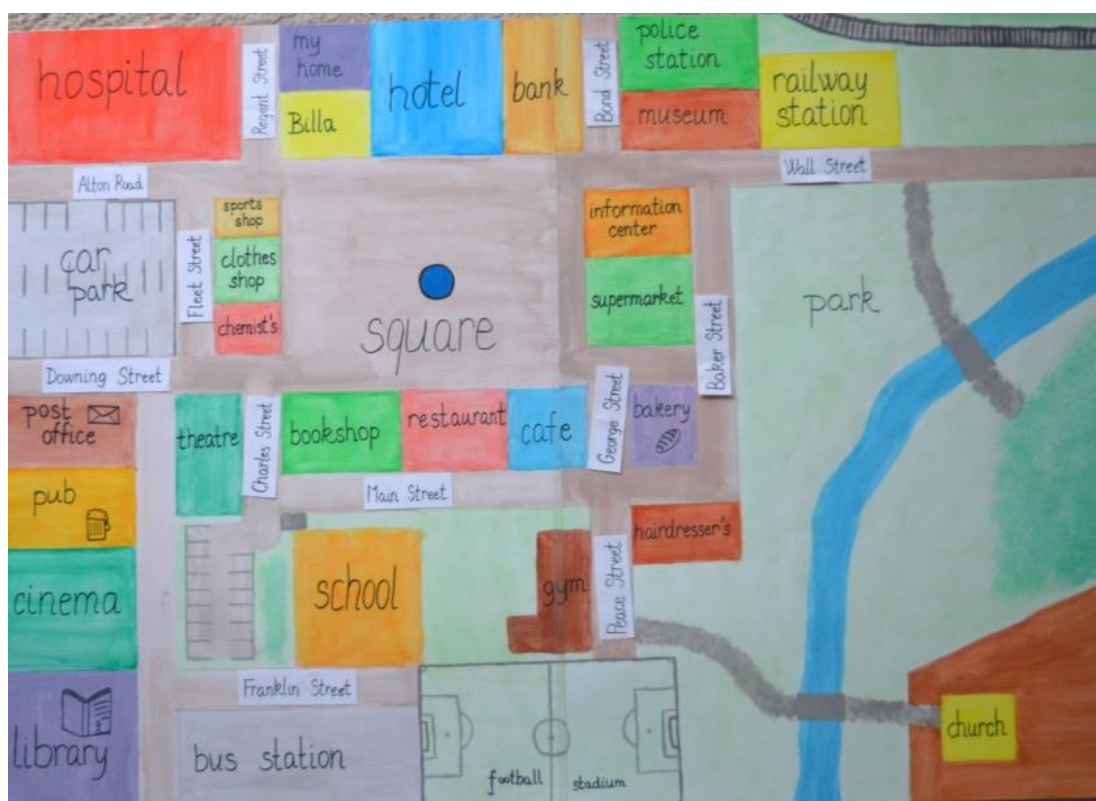 hospital
Regent Street
my
home
Billa
hotel
bank
Bond Street
police
station
museum
railway
station
Wall Street
Alton Road
car
park
Fleet Street
sports
shop
clothes
shop
chemist's
square
information
center
supermarket
Baker Street
park
Downing Street
post
office
pub
cinema
library
theatre
Charles Street
bookshop
restaurant
cafe
George Street
bakery
Main Street
hairdresser's
school
gym
Peace Street
Franklin Street
bus station
football stadium
church